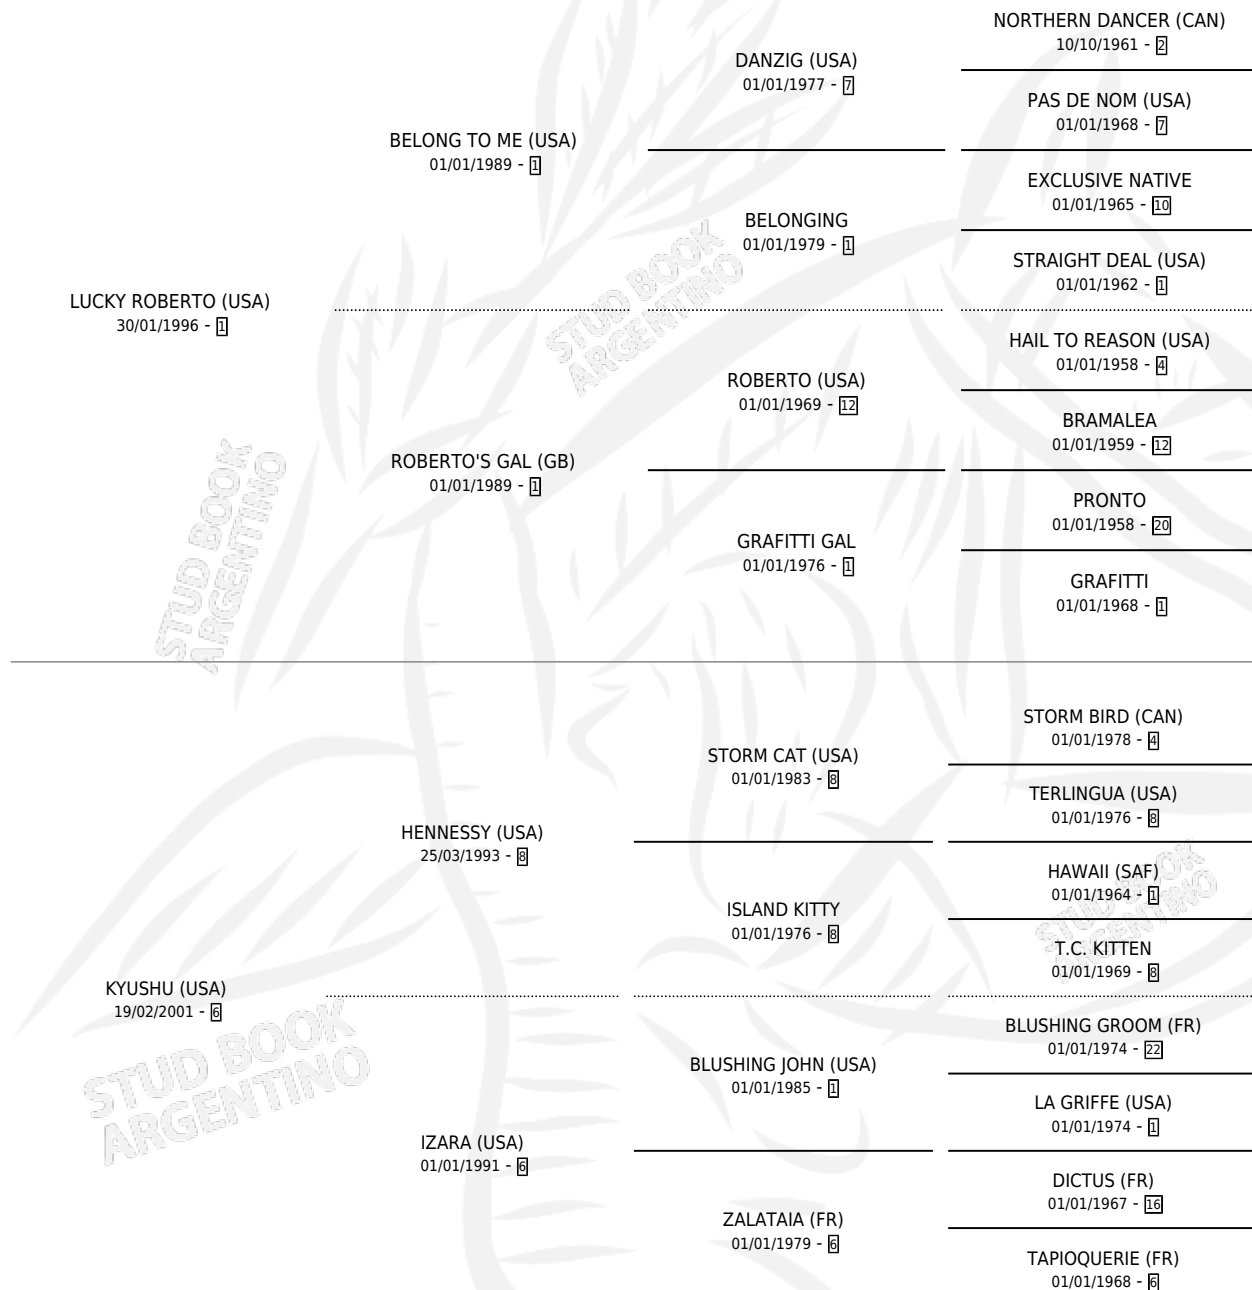 NORTHERN DANCER (CAN)
10/10/1961 - 2
DANZIG (USA)
01/01/1977 - 7
PAS DE NOM (USA)
01/01/1968 - 7
BELONG TO ME (USA)
01/01/1989 - 1
EXCLUSIVE NATIVE
01/01/1965 - 10
BELONGING
01/01/1979 - 1
STRAIGHT DEAL (USA)
01/01/1962 - 1
LUCKY ROBERTO (USA)
30/01/1996 - 1
HAIL TO REASON (USA)
01/01/1958 - 4
ROBERTO (USA)
01/01/1969 - 12
BRAMALEA
01/01/1959 - 12
ROBERTO'S GAL (GB)
01/01/1989 - 1
PRONTO
01/01/1958 - 20
GRAFITTI GAL
01/01/1976 - 1
GRAFITTI
01/01/1968 - 1
STORM BIRD (CAN)
01/01/1978 - 4
STORM CAT (USA)
01/01/1983 - 8
TERLINGUA (USA)
01/01/1976 - 8
HENNESSY (USA)
25/03/1993 - 8
HAWAII (SAF)
01/01/1964 - 1
ISLAND KITTY
01/01/1976 - 8
T.C. KITTEN
01/01/1969 - 8
KYUSHU (USA)
19/02/2001 - 6
BLUSHING GROOM (FR)
01/01/1974 - 22
BLUSHING JOHN (USA)
01/01/1985 - 1
LA GRIFFE (USA)
01/01/1974 - 1
IZARA (USA)
01/01/1991 - 6
DICTUS (FR)
01/01/1967 - 16
ZALATAIA (FR)
01/01/1979 - 6
TAPIOQUERIE (FR)
01/01/1968 - 6
STUD BOOK
ARGENTINO
STUD BOOK
ARGENTINO
STUD BOOK
ARGENTINO
STUD BOOK
ARGENTINO